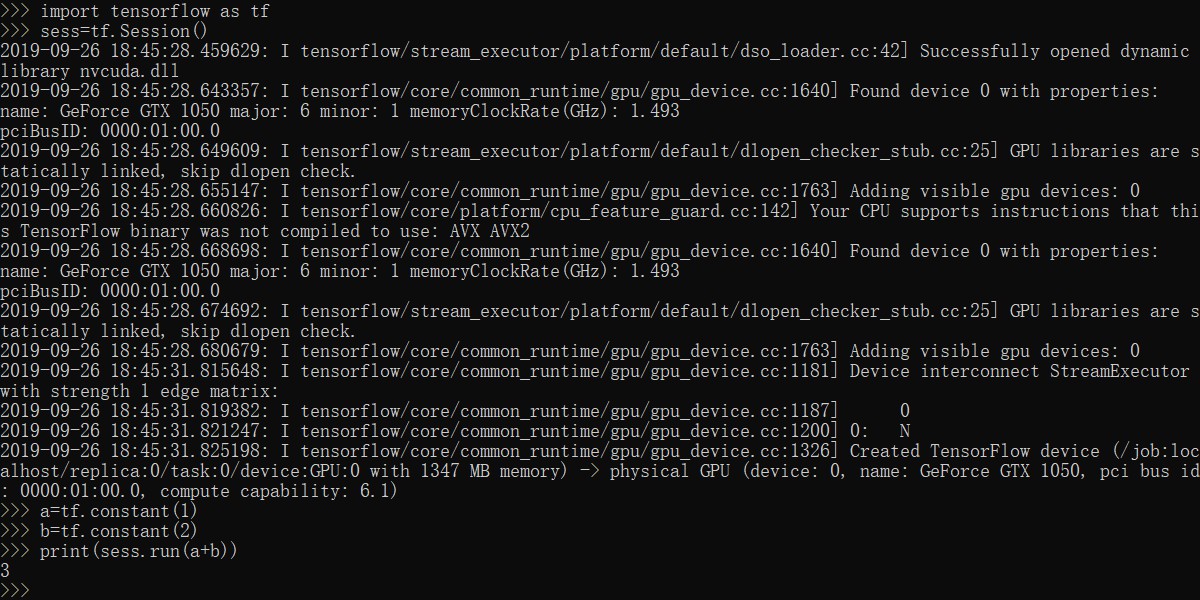 >>> import tensorflow as tf
>>> sess=tf.Session()
2019-09-26 18:45:28.459629: I tensorflow/stream_executor/platform/default/dso_loader.cc:42] Successfully opened dynamic
library nvcuda.dll
2019-09-26 18:45:28.643357: I tensorflow/core/common_runtime/gpu/gpu_device.cc:1640] Found device 0 with properties:
name: GeForce GTX 1050 major: 6 minor: 1 memoryClockRate(GHz): 1.493
pciBusID: 0000:01:00.0
2019-09-26 18:45:28.649609: I tensorflow/stream_executor/platform/default/dlopen_checker_stub.cc:25] GPU libraries are s
tatically linked, skip dlopen check.
2019-09-26 18:45:28.655147: I tensorflow/core/common_runtime/gpu/gpu_device.cc:1763] Adding visible gpu devices: 0
2019-09-26 18:45:28.660826: I tensorflow/core/platform/cpu_feature_guard.cc:142] Your CPU supports instructions that thi
s TensorFlow binary was not compiled to use: AVX AVX2
2019-09-26 18:45:28.668698: I tensorflow/core/common_runtime/gpu/gpu_device.cc:1640] Found device 0 with properties:
name: GeForce GTX 1050 major: 6 minor: 1 memoryClockRate(GHz): 1.493
pciBusID: 0000:01:00.0
2019-09-26 18:45:28.674692: I tensorflow/stream_executor/platform/default/dlopen_checker_stub.cc:25] GPU libraries are s
tatically linked, skip dlopen check.
2019-09-26 18:45:28.680679: I tensorflow/core/common_runtime/gpu/gpu_device.cc:1763] Adding visible gpu devices: 0
2019-09-26 18:45:31.815648: I tensorflow/core/common_runtime/gpu/gpu_device.cc:1181] Device interconnect StreamExecutor
with strength 1 edge matrix:
2019-09-26 18:45:31.819382: I tensorflow/core/common_runtime/gpu/gpu_device.cc:1187]      0
2019-09-26 18:45:31.821247: I tensorflow/core/common_runtime/gpu/gpu_device.cc:1200] 0:   N
2019-09-26 18:45:31.825198: I tensorflow/core/common_runtime/gpu/gpu_device.cc:1326] Created TensorFlow device (/job:loc
alhost/replica:0/task:0/device:GPU:0 with 1347 MB memory) -> physical GPU (device: 0, name: GeForce GTX 1050, pci bus id
: 0000:01:00.0, compute capability: 6.1)
>>> a=tf.constant(1)
>>> b=tf.constant(2)
>>> print(sess.run(a+b))
3
>>>